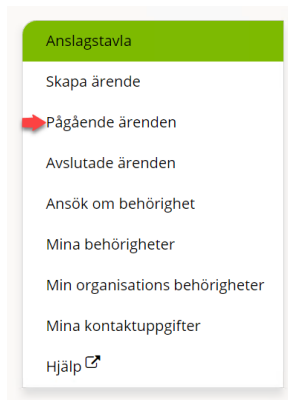 Anslagstavla
Skapa ärende
Pågående ärenden
Avslutade ärenden
Ansök om behörighet
Mina behörigheter
Min organisations behörigheter
Mina kontaktuppgifter
Hjälp